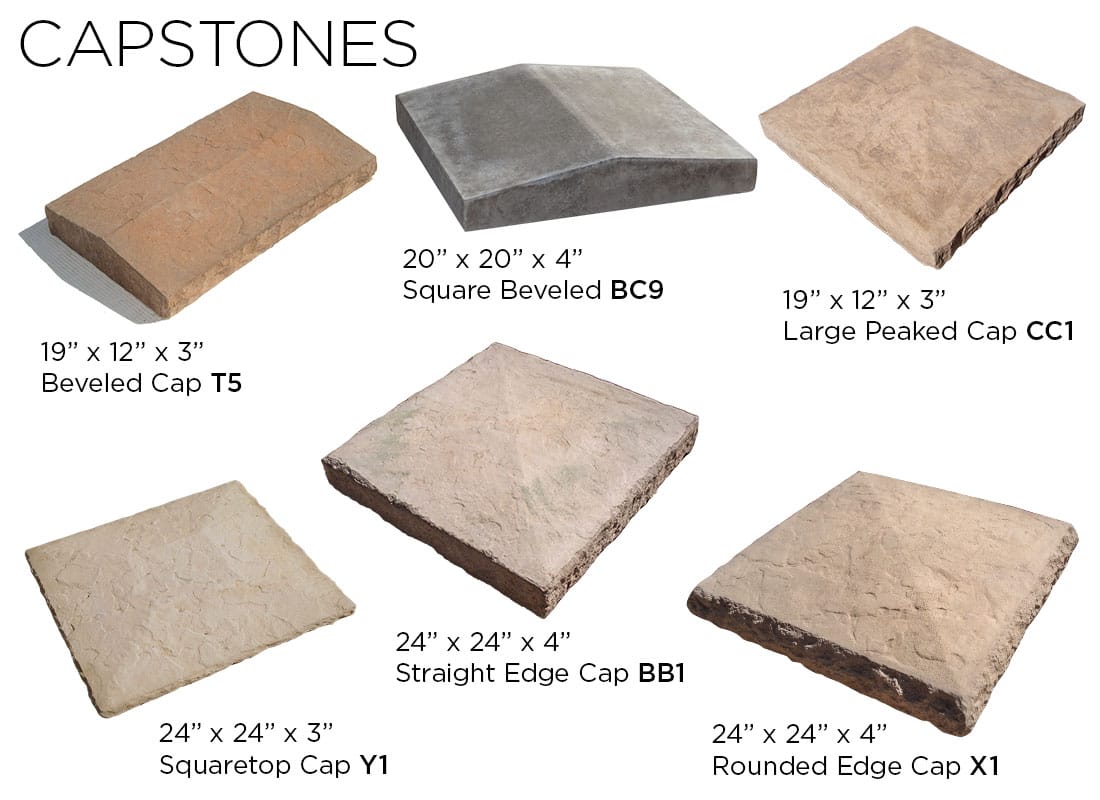 CAPSTONES
20” x 20” x 4”
Square Beveled BC9
19” x 12” x 3”
Large Peaked Cap CC1
19” x 12” x 3”
Beveled Cap T5
24” x 24” x 4”
Straight Edge Cap BB1
24” x 24” x 3”
Squaretop Cap Y1
24” x 24” x 4”
Rounded Edge Cap X1